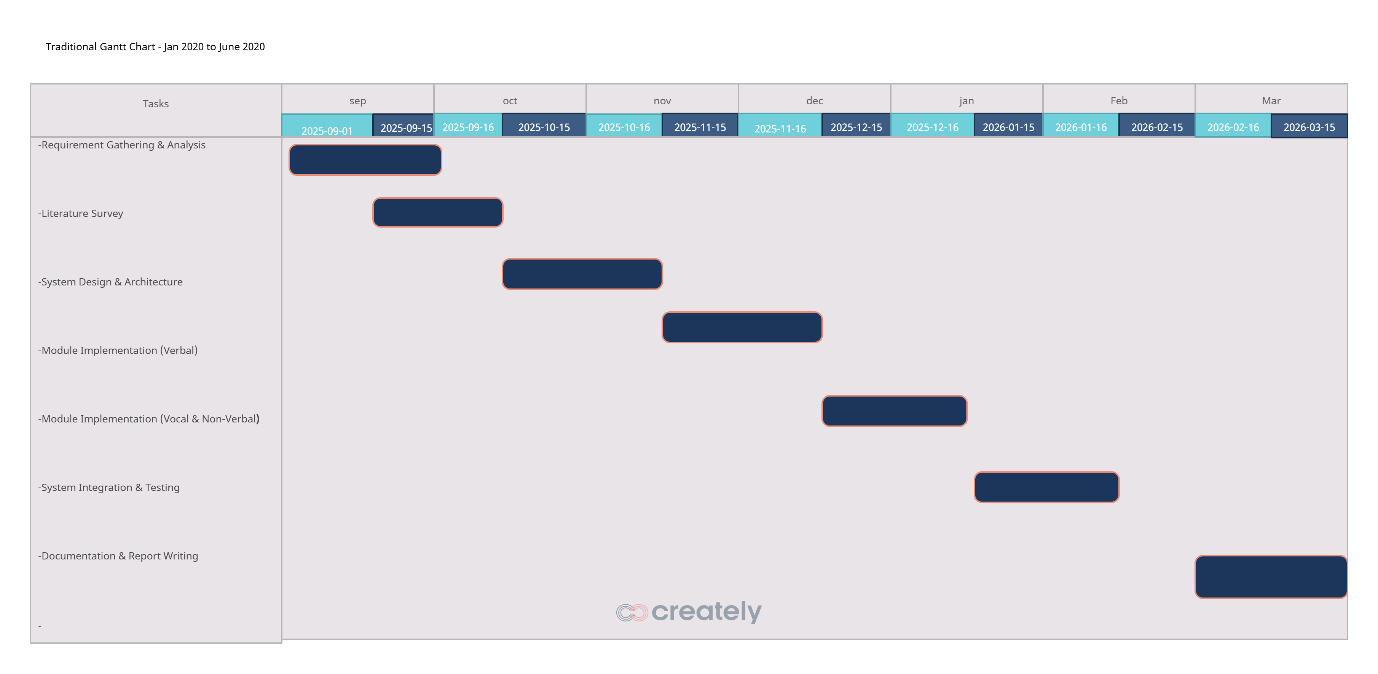 Traditional Gantt Chart - Jan 2020 to June 2020
Tasks
sep
oct
nov
dec
jan
Feb
Mar
2025-09-01
2025-09-15
2025-09-16
2025-10-15
2025-10-16
2025-11-15
2025-11-16
2025-12-15
2025-12-16
2026-01-15
2026-01-16
2026-02-15
2026-02-16
2026-03-15
-Requirement Gathering & Analysis
-Literature Survey
-System Design & Architecture
-Module Implementation (Verbal)
-Module Implementation (Vocal & Non-Verbal)
-System Integration & Testing
-Documentation & Report Writing
-
creately